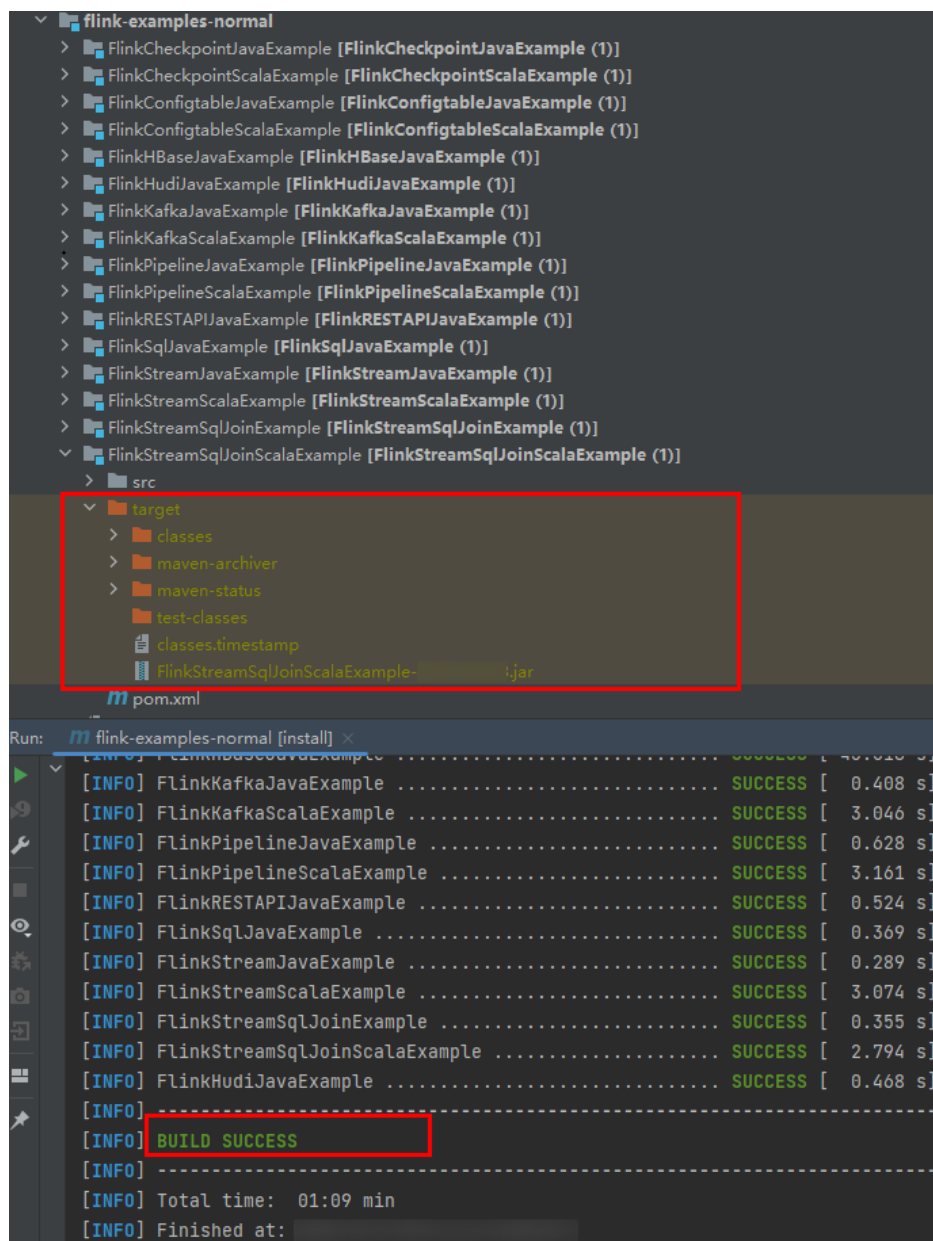 flink-examples-normal
FlinkCheckpointJavaExample [FlinkCheckpointJavaExample (1)]
FlinkCheckpointScalaExample [FlinkCheckpointScalaExample (1)]
FlinkConfigtableJavaExample [FlinkConfigtableJavaExample (1)]
FlinkConfigtableScalaExample [FlinkConfigtableScalaExample (1)]
FlinkHBaseJavaExample [FlinkHBaseJavaExample (1)]
FlinkHudiJavaExample [FlinkHudiJavaExample (1)]
FlinkKafkaJavaExample [FlinkKafkaJavaExample (1)]
FlinkKafkaScalaExample [FlinkKafkaScalaExample (1)]
FlinkPipelineJavaExample [FlinkPipelineJavaExample (1)]
FlinkPipelineScalaExample [FlinkPipelineScalaExample (1)]
FlinkRESTAPIJavaExample [FlinkRESTAPIJavaExample (1)]
FlinkSqlJavaExample [FlinkSqlJavaExample (1)]
FlinkStreamJavaExample [FlinkStreamJavaExample (1)]
FlinkStreamScalaExample [FlinkStreamScalaExample (1)]
FlinkStreamSqlJoinExample [FlinkStreamSqlJoinExample (1)]
FlinkStreamSqlJoinScalaExample [FlinkStreamSqlJoinScalaExample (1)]
src
target
classes
maven-archiver
maven-status
test-classes
classes.timestamp
FlinkStreamSqlJoinScalaExample- .jar
pom.xml
Run: flink-examples-normal [install]
[INFO] FlinkHBaseJavaExample .............................. SUCCESS [
[INFO] FlinkKafkaJavaExample .............................. SUCCESS [  0.408 s]
[INFO] FlinkKafkaScalaExample ............................. SUCCESS [  3.046 s]
[INFO] FlinkPipelineJavaExample ........................... SUCCESS [  0.628 s]
[INFO] FlinkPipelineScalaExample .......................... SUCCESS [  3.161 s]
[INFO] FlinkRESTAPIJavaExample ............................ SUCCESS [  0.524 s]
[INFO] FlinkSqlJavaExample ................................ SUCCESS [  0.369 s]
[INFO] FlinkStreamJavaExample ............................. SUCCESS [  0.289 s]
[INFO] FlinkStreamScalaExample ............................ SUCCESS [  3.074 s]
[INFO] FlinkStreamSqlJoinExample .......................... SUCCESS [  0.355 s]
[INFO] FlinkStreamSqlJoinScalaExample ..................... SUCCESS [  2.794 s]
[INFO] FlinkHudiJavaExample ............................... SUCCESS [  0.468 s]
[INFO] ------------------------------------------------------------------------
[INFO] BUILD SUCCESS
[INFO] ------------------------------------------------------------------------
[INFO] Total time:  01:09 min
[INFO] Finished at: